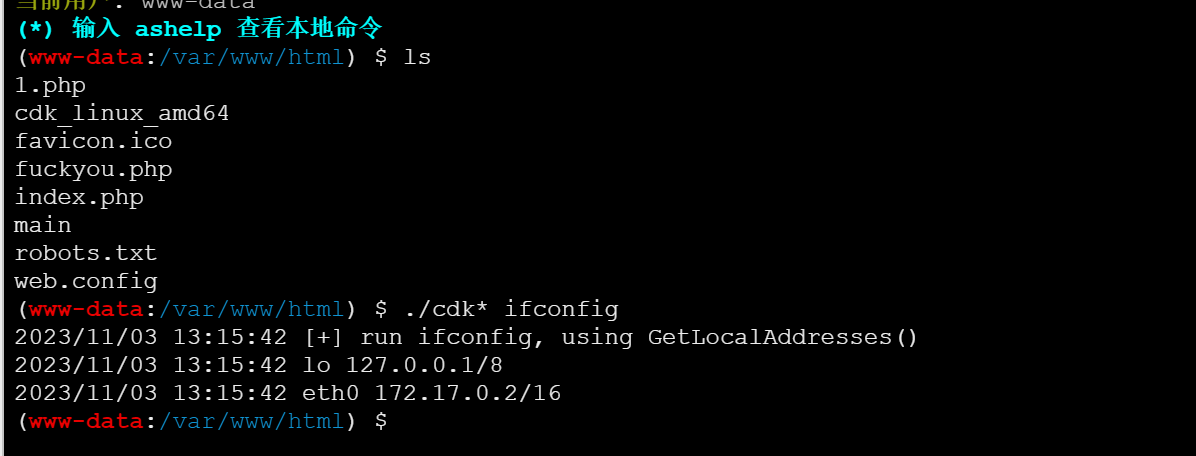 当前用户: www-data
(*) 输入 ashelp 查看本地命令
(www-data:/var/www/html) $ ls
1.php
cdk_linux_amd64
favicon.ico
fuckyou.php
index.php
main
robots.txt
web.config
(www-data:/var/www/html) $ ./cdk* ifconfig
2023/11/03 13:15:42 [+] run ifconfig, using GetLocalAddresses()
2023/11/03 13:15:42 lo 127.0.0.1/8
2023/11/03 13:15:42 eth0 172.17.0.2/16
(www-data:/var/www/html) $